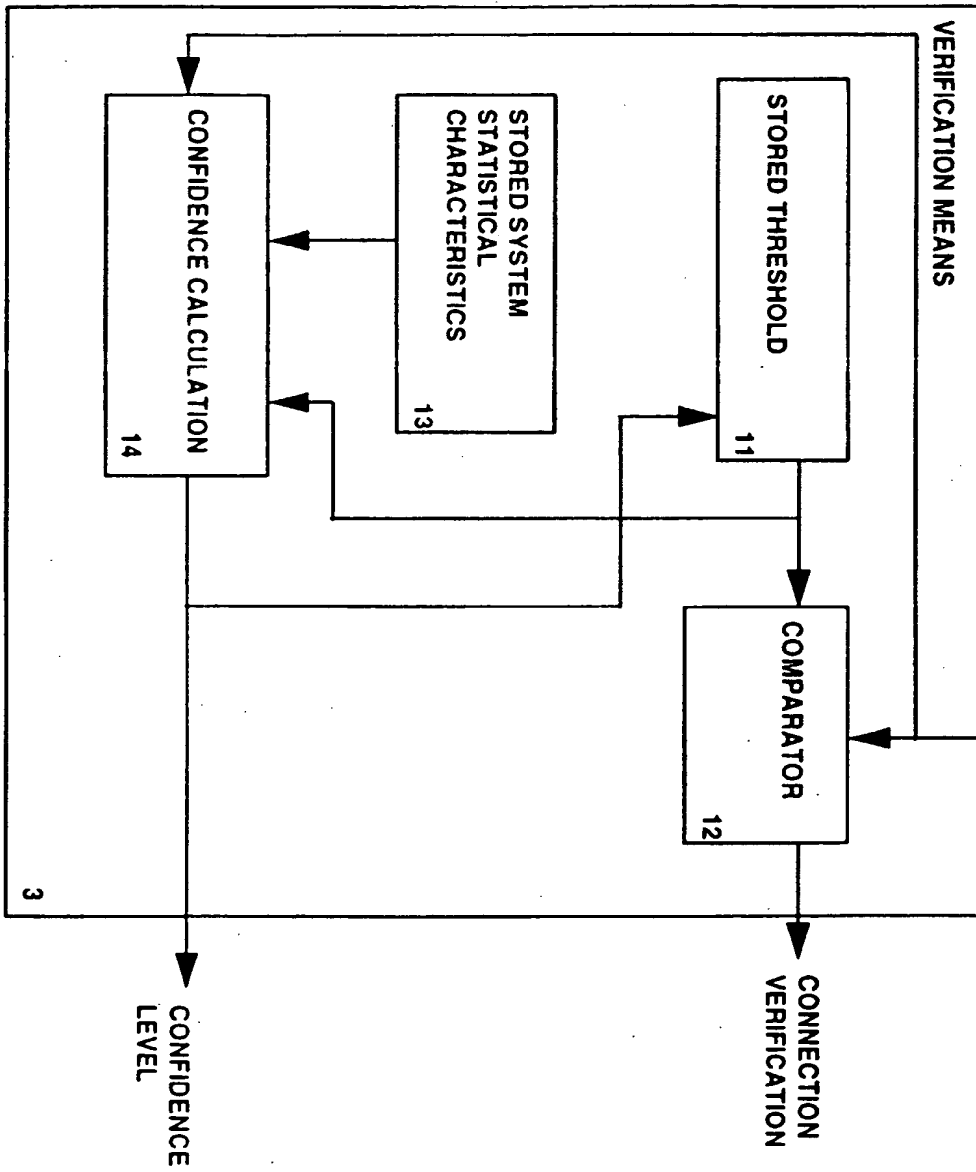 VERIFICATION MEANS
STORED THRESHOLD
11
COMPARATOR
12
CONNECTION
VERIFICATION
STORED SYSTEM
STATISTICAL
CHARACTERISTICS
13
CONFIDENCE CALCULATION
14
CONFIDENCE
LEVEL
3